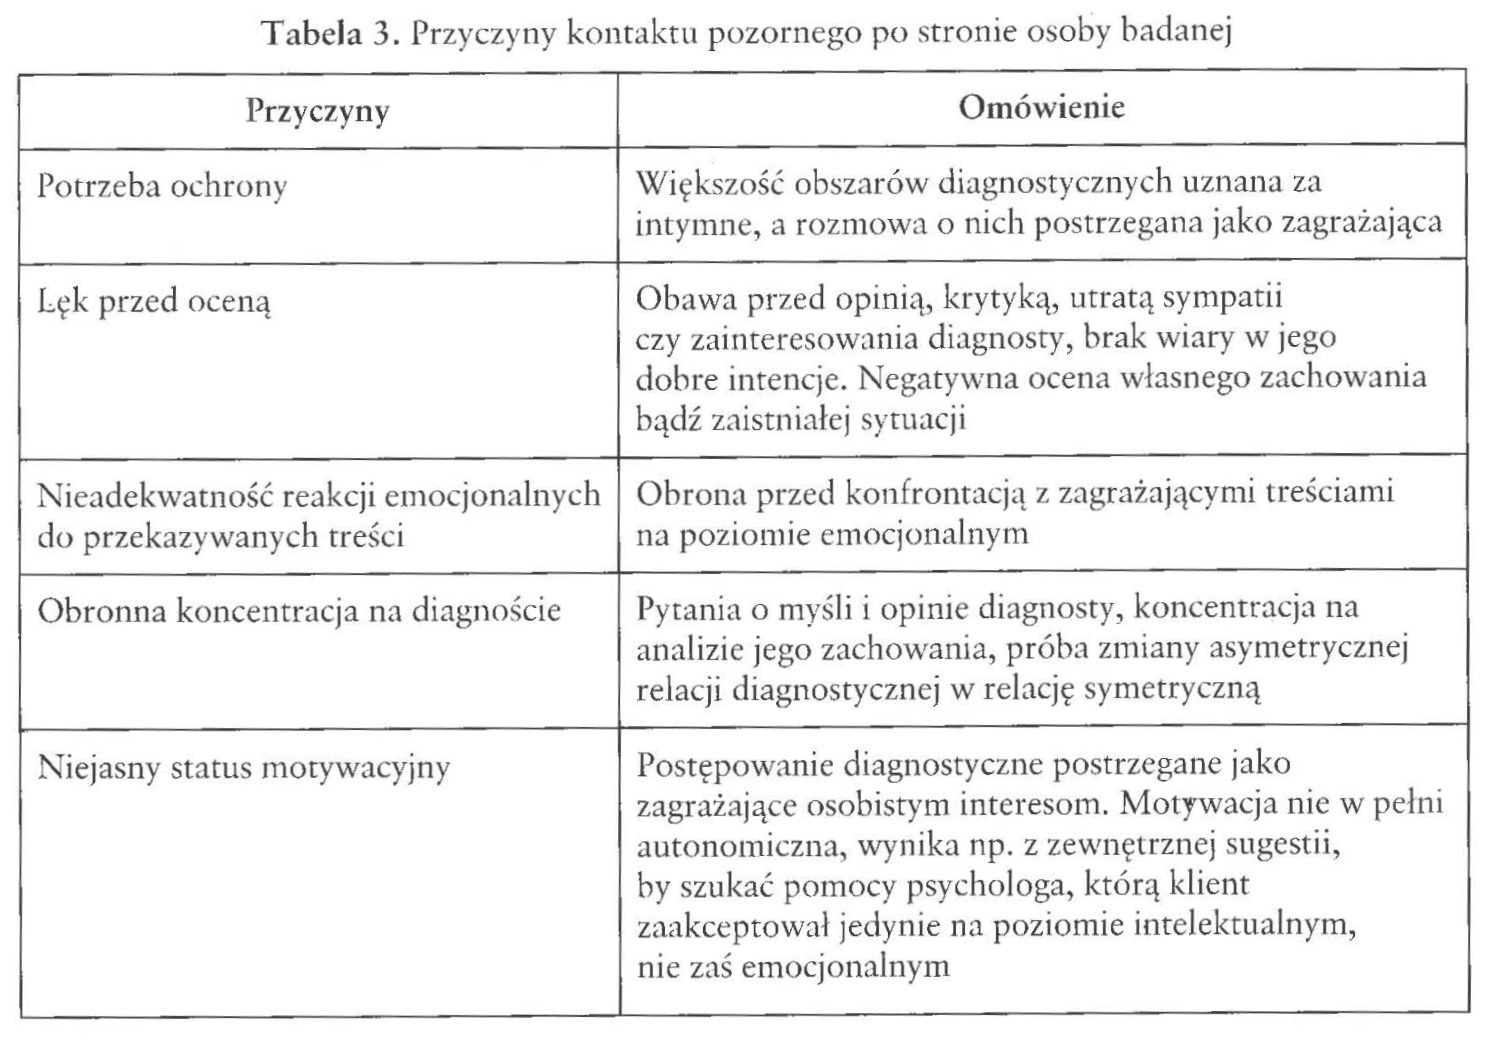 Tabela 3. Przyczyny kontaktu pozornego po stronie osoby badanej
Przyczyny
Omówienie
Potrzeba ochrony
Większość obszarów diagnostycznych uznana za
intymne, a rozmowa o nich postrzegana jako zagrażająca
Lęk przed oceną
Obawa przed opinią, krytyką, utratą sympatii
czy zainteresowania diagnosty, brak wiary w jego
dobre intencje. Negatywna ocena własnego zachowania
bądź zaistniałej sytuacji
Nieadekwatność reakcji emocjonalnych
do przekazywanych treści
Obrona przed konfrontacją z zagrażającymi treściami
na poziomie emocjonalnym
Obronna koncentracja na diagnoście
Pytania o myśli i opinie diagnosty, koncentracja na
analizie jego zachowania, próba zmiany asymetrycznej
relacji diagnostycznej w relację symetryczną
Niejasny status motywacyjny
Postępowanie diagnostyczne postrzegane jako
zagrażające osobistym interesom. Motywacja nie w pełni
autonomiczna, wynika np. z zewnętrznej sugestii,
by szukać pomocy psychologa, którą klient
zaakceptował jedynie na poziomie intelektualnym,
nie zaś emocjonalnym